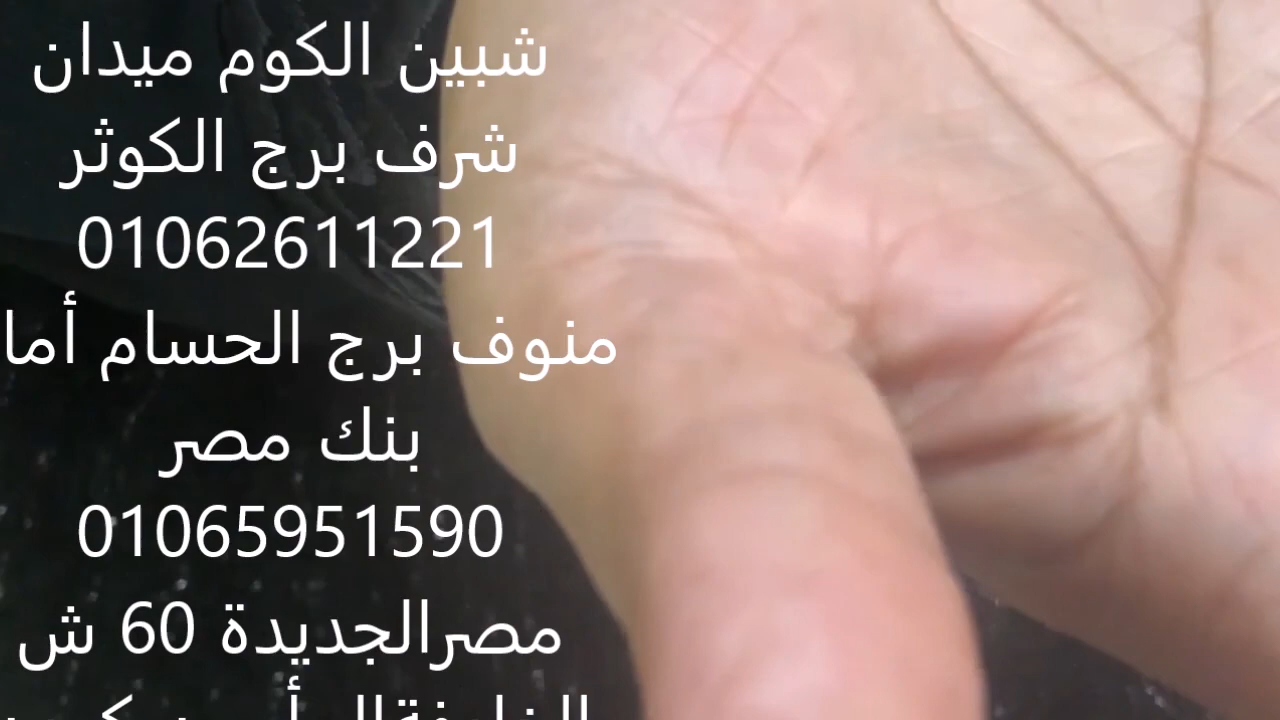 شبين الكوم ميدان
شرف برج الكوثر
01062611221
منوف برج الحسام أما
بنك مصر
01065951590
مصرالجديدة 60 ش